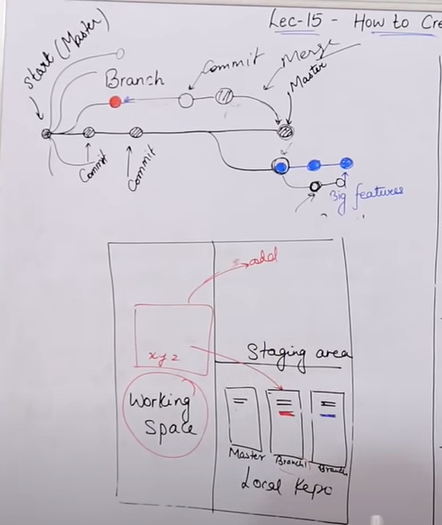 Lec-15 - How to Cre
Start (Master)
Branch
Commit
Merge
Master
Commit
Commit
Big features
add
xyz
Staging area
Working
Space
Master
Branch1
Branch
Local Repo